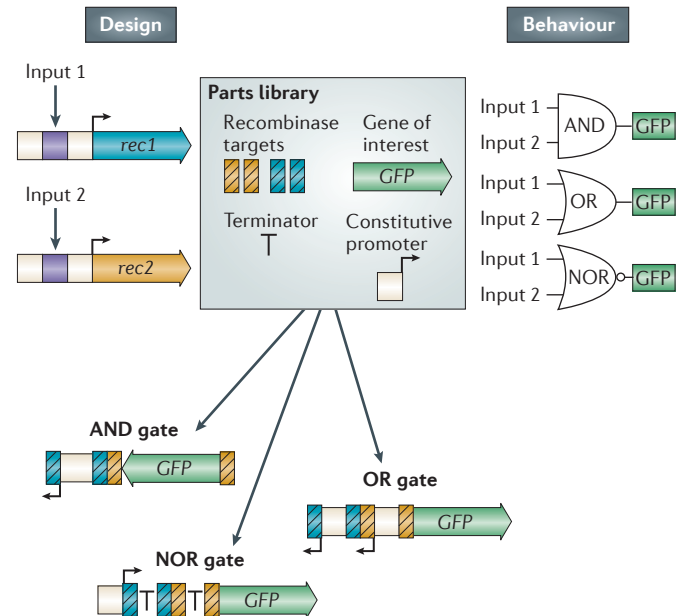 Design
Behaviour
Input 1
rec1
Input 2
rec2
Parts library
Recombinase
targets
Gene of
interest
GFP
Terminator
Constitutive
promoter
Input 1
Input 2
AND
GFP
Input 1
Input 2
OR
GFP
Input 1
Input 2
NOR
GFP
AND gate
GFP
OR gate
GFP
NOR gate
GFP